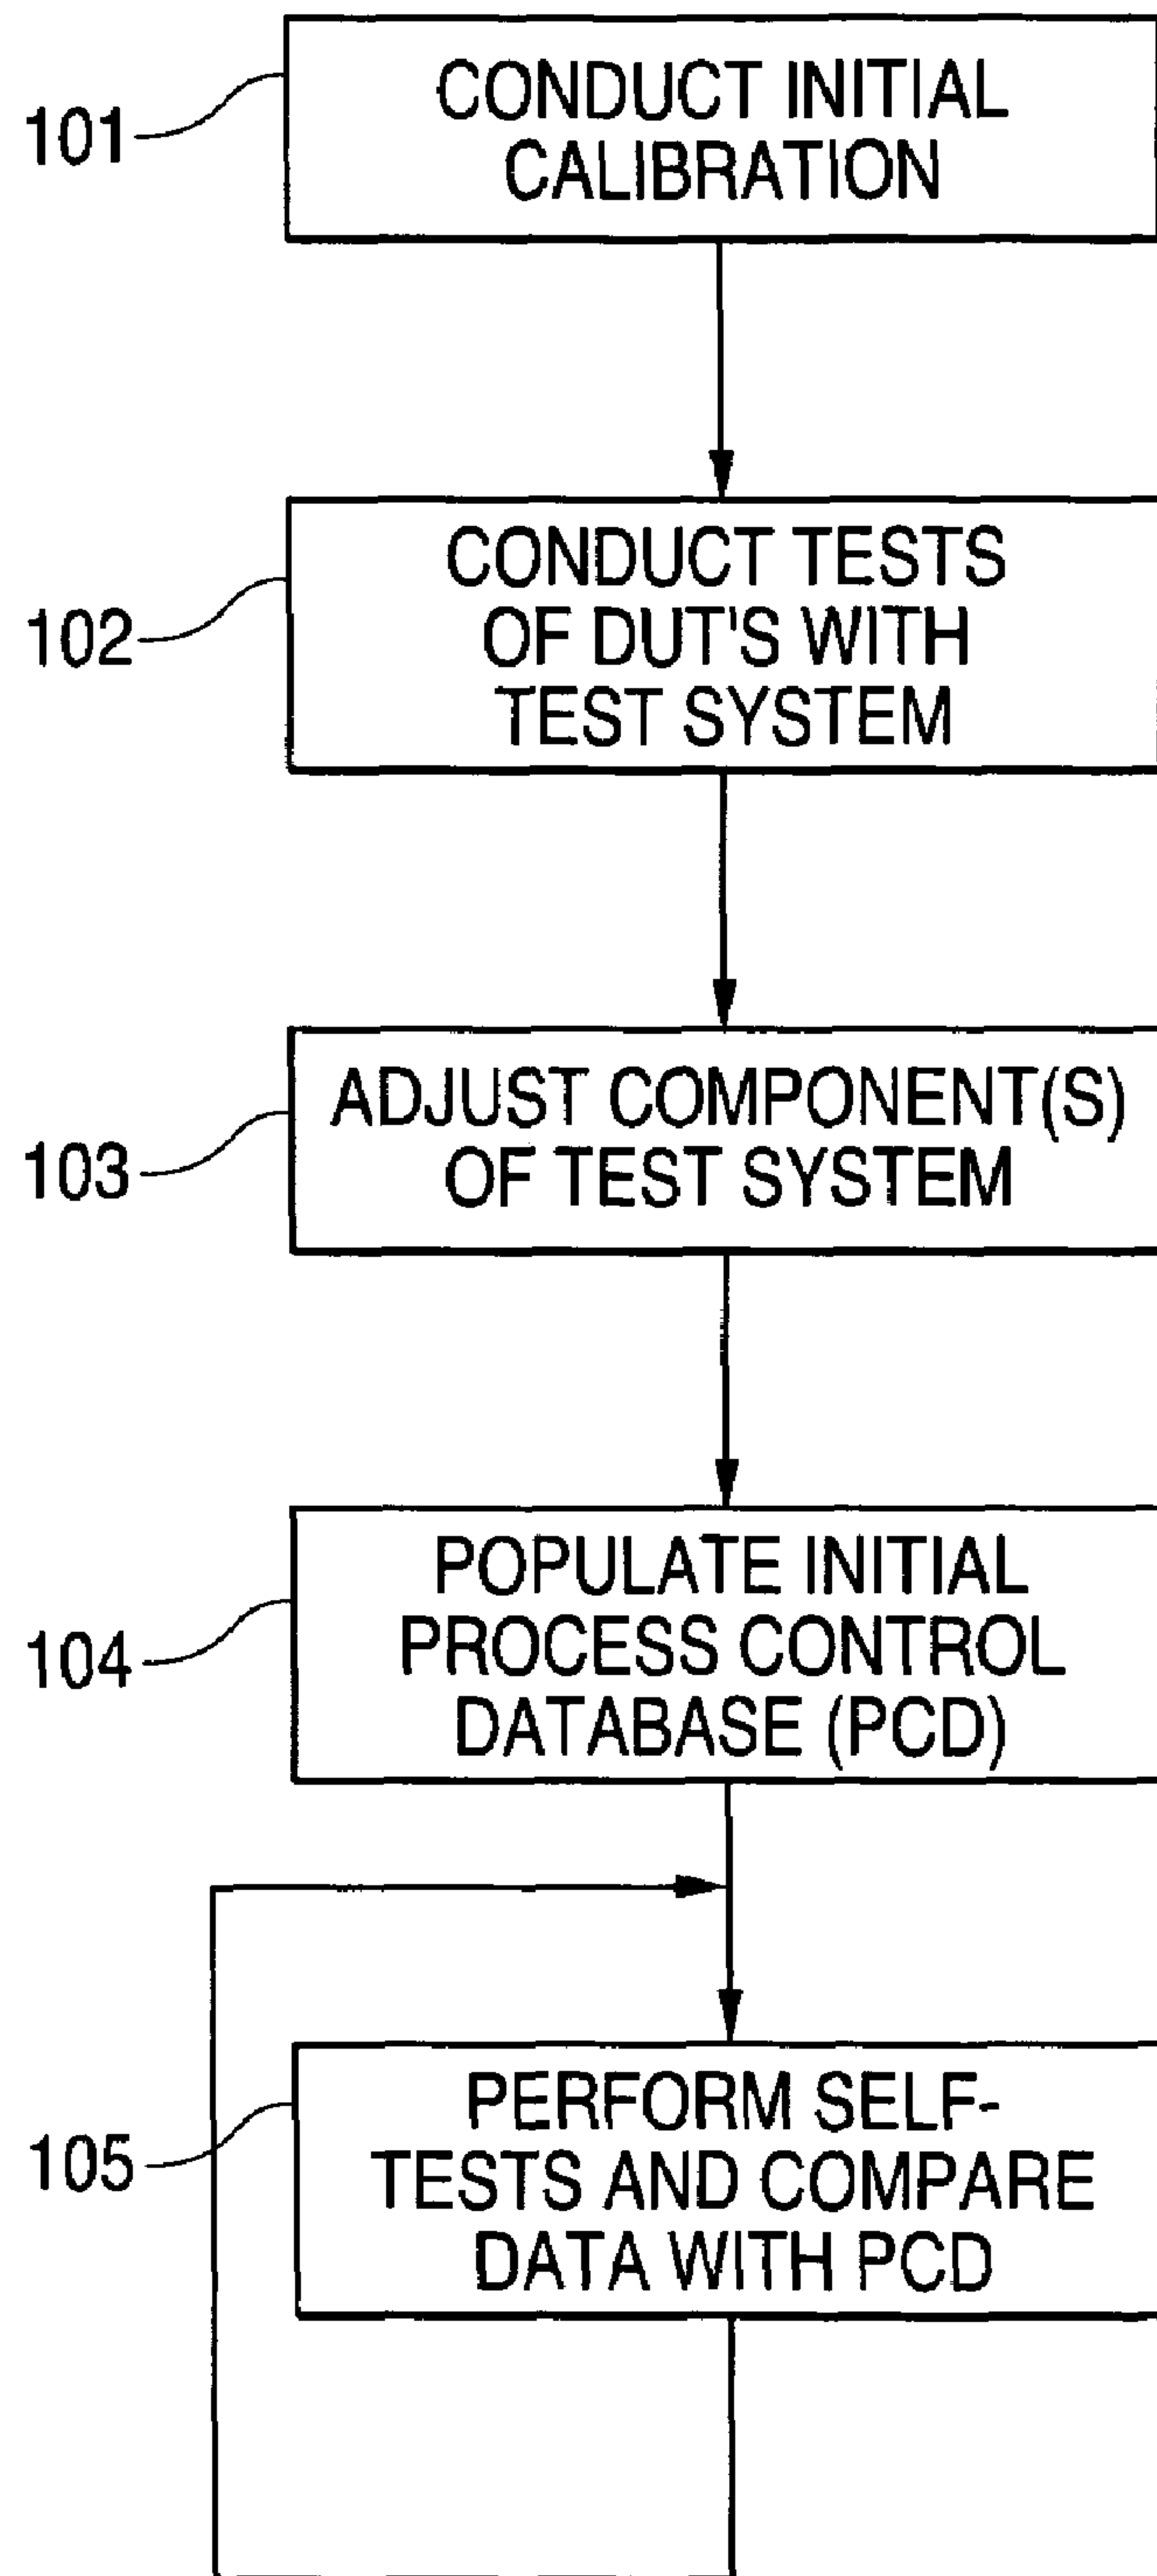 101
CONDUCT INITIAL
CALIBRATION
102
CONDUCT TESTS
OF DUT'S WITH
TEST SYSTEM
103
ADJUST COMPONENT(S)
OF TEST SYSTEM
104
POPULATE INITIAL
PROCESS CONTROL
DATABASE (PCD)
105
PERFORM SELF-
TESTS AND COMPARE
DATA WITH PCD